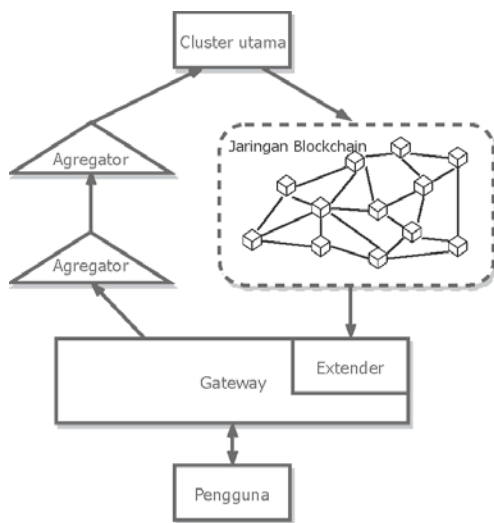 Cluster utama
Jaringan Blockchain
Agregator
Agregator
Extender
Gateway
Pengguna